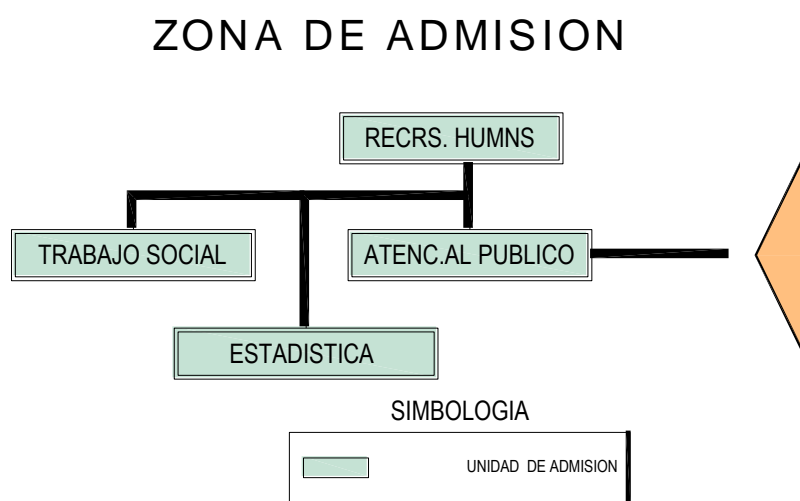 ZONA DE ADMISION
RECRS. HUMNS
TRABAJO SOCIAL
ATENC.AL PUBLICO
ESTADISTICA
SIMBOLOGIA
UNIDAD DE ADMISION